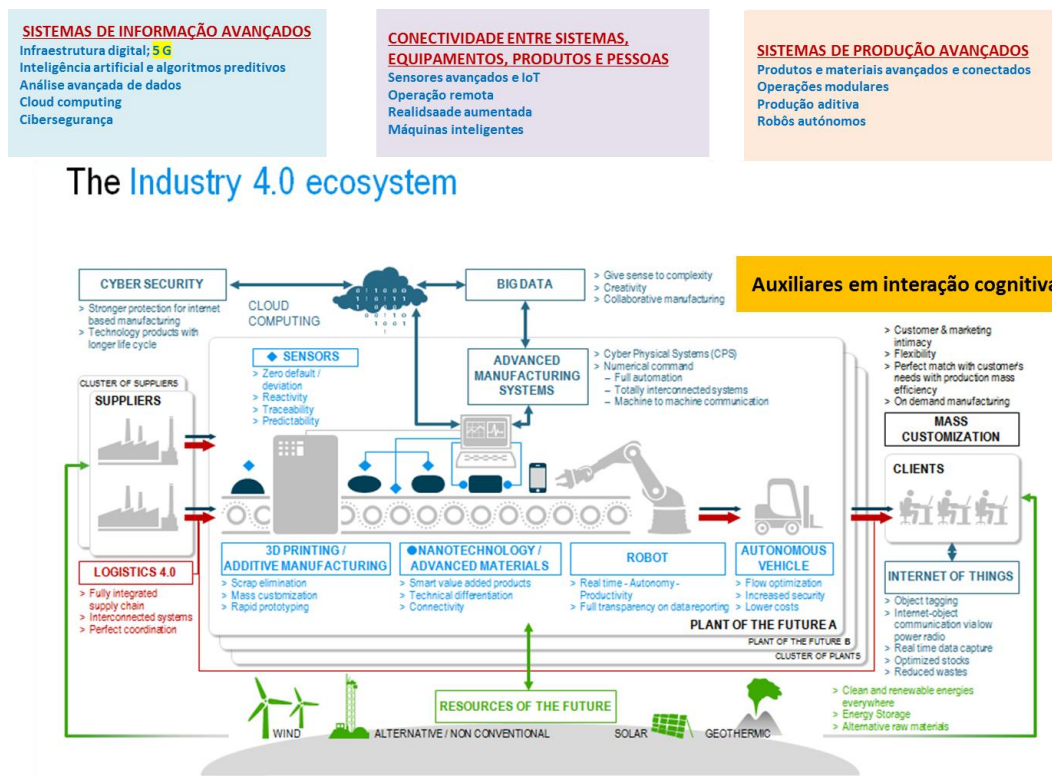 SISTEMAS DE INFORMAÇÃO AVANÇADOS
Infraestrutura digital; 5 G
Inteligência artificial e algoritmos preditivos
Análise avançada de dados
Cloud computing
Cibersegurança
CONECTIVIDADE ENTRE SISTEMAS,
EQUIPAMENTOS, PRODUTOS E PESSOAS
Sensores avançados e IoT
Operação remota
Realidsaade aumentada
Máquinas inteligentes
SISTEMAS DE PRODUÇÃO AVANÇADOS
Produtos e materiais avançados e conectados
Operações modulares
Produção aditiva
Robôs autónomos
The Industry 4.0 ecosystem
CYBER SECURITY
> Stronger protection for internet
based manufacturing
> Technology products with
longer life cycle
CLOUD
COMPUTING
BIG DATA
> Give sense to complexity
> Creativity
> Collaborative manufacturing
Auxiliares em interação cognitiva
SENSORS
> Zero default /
deviation
> Reactivity
> Traceability
> Predictability
ADVANCED
MANUFACTURING
SYSTEMS
> Cyber Physical Systems (CPS)
> Numerical command
– Full automation
– Totally interconnected systems
– Machine to machine communication
> Customer & marketing
intimacy
> Flexibility
> Perfect match with customer's
needs with production mass
efficiency
> On demand manufacturing
MASS
CUSTOMIZATION
CLUSTER OF SUPPLIERS
SUPPLIERS
CLIENTS
LOGISTICS 4.0
> Fully integrated
supply chain
> Interconnected systems
> Perfect coordination
3D PRINTING /
ADDITIVE MANUFACTURING
> Scrap elimination
> Mass customization
> Rapid prototyping
NANOTECHNOLOGY /
ADVANCED MATERIALS
> Smart value added products
> Technical differentiation
> Connectivity
ROBOT
> Real time - Autonomy -
Productivity
> Full transparency on data reporting
AUTONOMOUS
VEHICLE
> Flow optimization
> Increased security
> Lower costs
PLANT OF THE FUTURE A
PLANT OF THE FUTURE B
CLUSTER OF PLANTS
INTERNET OF THINGS
> Object tagging
> Internet-object
communication via low
power radio
> Real time data capture
> Optimized stocks
> Reduced wastes
RESOURCES OF THE FUTURE
WIND
ALTERNATIVE / NON CONVENTIONAL
SOLAR
GEOTHERMIC
> Clean and renewable energies
everywhere
> Energy Storage
> Alternative raw materials